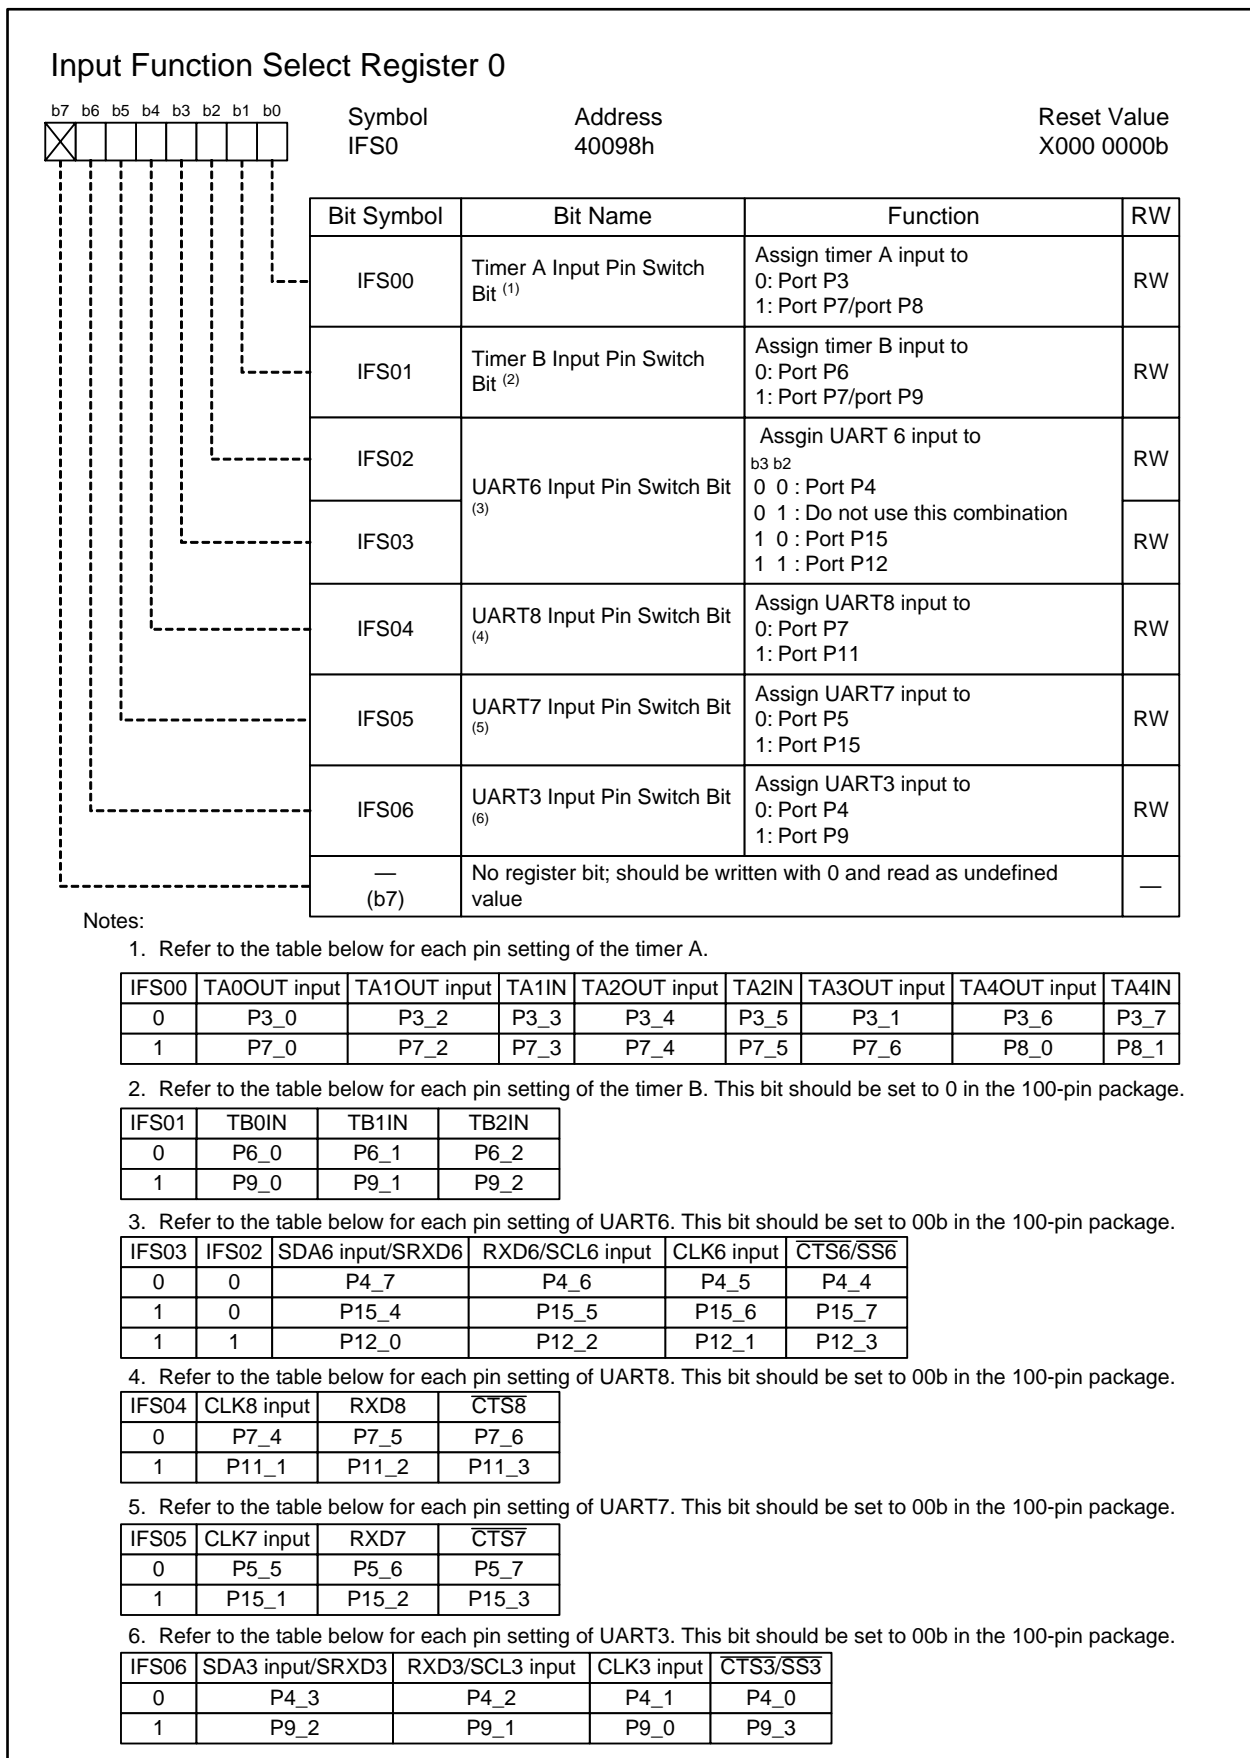 Input Function Select Register 0
b7 b6 b5 b4 b3 b2 b1 b0
Symbol Address Reset Value
IFS0 40098h X000 0000b
Bit Symbol Bit Name Function RW
IFS00 Timer A Input Pin Switch Bit (1) Assign timer A input to
0: Port P3
1: Port P7/port P8 RW
IFS01 Timer B Input Pin Switch Bit (2) Assign timer B input to
0: Port P6
1: Port P7/port P9 RW
IFS02 UART6 Input Pin Switch Bit (3) Assgin UART 6 input to RW
b3 b2
0 0 : Port P4
0 1 : Do not use this combination
IFS03 1 0 : Port P15 RW
1 1 : Port P12
IFS04 UART8 Input Pin Switch Bit (4) Assign UART8 input to
0: Port P7
1: Port P11 RW
IFS05 UART7 Input Pin Switch Bit (5) Assign UART7 input to
0: Port P5
1: Port P15 RW
IFS06 UART3 Input Pin Switch Bit (6) Assign UART3 input to
0: Port P4
1: Port P9 RW
— (b7) No register bit; should be written with 0 and read as undefined value —
Notes:
1. Refer to the table below for each pin setting of the timer A.
IFS00 TA0OUT input TA1OUT input TA1IN TA2OUT input TA2IN TA3OUT input TA4OUT input TA4IN
0 P3_0 P3_2 P3_3 P3_4 P3_5 P3_1 P3_6 P3_7
1 P7_0 P7_2 P7_3 P7_4 P7_5 P7_6 P8_0 P8_1
2. Refer to the table below for each pin setting of the timer B. This bit should be set to 0 in the 100-pin package.
IFS01 TB0IN TB1IN TB2IN
0 P6_0 P6_1 P6_2
1 P9_0 P9_1 P9_2
3. Refer to the table below for each pin setting of UART6. This bit should be set to 00b in the 100-pin package.
IFS03 IFS02 SDA6 input/SRXD6 RXD6/SCL6 input CLK6 input CTS6/SS6
0 0 P4_7 P4_6 P4_5 P4_4
1 0 P15_4 P15_5 P15_6 P15_7
1 1 P12_0 P12_2 P12_1 P12_3
4. Refer to the table below for each pin setting of UART8. This bit should be set to 00b in the 100-pin package.
IFS04 CLK8 input RXD8 CTS8
0 P7_4 P7_5 P7_6
1 P11_1 P11_2 P11_3
5. Refer to the table below for each pin setting of UART7. This bit should be set to 00b in the 100-pin package.
IFS05 CLK7 input RXD7 CTS7
0 P5_5 P5_6 P5_7
1 P15_1 P15_2 P15_3
6. Refer to the table below for each pin setting of UART3. This bit should be set to 00b in the 100-pin package.
IFS06 SDA3 input/SRXD3 RXD3/SCL3 input CLK3 input CTS3/SS3
0 P4_3 P4_2 P4_1 P4_0
1 P9_2 P9_1 P9_0 P9_3